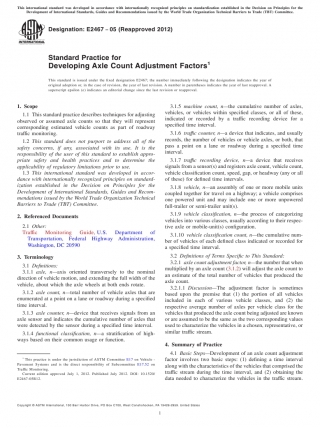 This international standard was developed in accordance with internationally recognized principles on standardization established in the Decision on Principles for the
Development of International Standards, Guides and Recommendations issued by the World Trade Organization Technical Barriers to Trade (TBT) Committee.
Designation: E2467 − 05 (Reapproved 2012)
Standard Practice for
Developing Axle Count Adjustment Factors¹
This standard is issued under the fixed designation E2467; the number immediately following the designation indicates the year of
original adoption or, in the case of revision, the year of last revision. A number in parentheses indicates the year of last reapproval. A
superscript epsilon (ε) indicates an editorial change since the last revision or reapproval.
1. Scope
1.1 This standard practice describes techniques for adjusting
observed or assumed axle counts so that they will represent
corresponding estimated vehicle counts as part of roadway
traffic monitoring.
1.2 This standard does not purport to address all of the
safety concerns, if any, associated with its use. It is the
responsibility of the user of this standard to establish appro-
priate safety and health practices and to determine the
applicability of regulatory limitations prior to use.
1.3 This international standard was developed in accor-
dance with internationally recognized principles on standard-
ization established in the Decision on Principles for the
Development of International Standards, Guides and Recom-
mendations issued by the World Trade Organization Technical
Barriers to Trade (TBT) Committee.
2. Referenced Documents
2.1 Other:
Traffic Monitoring Guide, U.S. Department of
Transportation, Federal Highway Administration,
Washington, DC 20590
3. Terminology
3.1 Definitions:
3.1.1 axle, n—axis oriented transversely to the nominal
direction of vehicle motion, and extending the full width of the
vehicle, about which the axle wheels at both ends rotate.
3.1.2 axle count, n—total number of vehicle axles that are
enumerated at a point on a lane or roadway during a specified
time interval.
3.1.3 axle counter, n—device that receives signals from an
axle sensor and indicates the cumulative number of axles that
were detected by the sensor during a specified time interval.
3.1.4 functional classification, n—a stratification of high-
ways based on their common usage or function.
¹ This practice is under the jurisdiction of ASTM Committee E17 on Vehicle -
Pavement Systems and is the direct responsibility of Subcommittee E17.52 on
Traffic Monitoring.
Current edition approved July 1, 2012. Published July 2012. DOI: 10.1520/
E2467-05R12.
3.1.5 machine count, n—the cumulative number of axles,
vehicles, or vehicles within specified classes, or all of these,
indicated or recorded by a traffic recording device for a
specified time interval.
3.1.6 traffic counter, n—a device that indicates, and usually
records, the number of vehicles or vehicle axles, or both, that
pass a point on a lane or roadway during a specified time
interval.
3.1.7 traffic recording device, n—a device that receives
signals from a sensor(s) and registers axle count, vehicle count,
vehicle classification count, speed, gap, or headway (any or all
of these) for defined time intervals.
3.1.8 vehicle, n—an assembly of one or more mobile units
coupled together for travel on a highway; a vehicle comprises
one powered unit and may include one or more unpowered
full-trailer or semi-trailer unit(s).
3.1.9 vehicle classification, n—the process of categorizing
vehicles into various classes, usually according to their respec-
tive axle or mobile-unit(s) configuration.
3.1.10 vehicle classification count, n—the cumulative num-
ber of vehicles of each defined class indicated or recorded for
a specified time interval.
3.2 Definitions of Terms Specific to This Standard:
3.2.1 axle count adjustment factor, n—the number that when
multiplied by an axle count (3.1.2) will adjust the axle count to
an estimate of the total number of vehicles that produced the
axle count.
3.2.1.1 Discussion—The adjustment factor is sometimes
based upon the premise that (1) the portion of all vehicles
included in each of various vehicle classes, and (2) the
respective average number of axles per vehicle class for the
vehicles that produced the axle count being adjusted are known
or are assumed to be the same as the two corresponding values
used to characterize the vehicles in a chosen, representative, or
similar traffic stream.
4. Summary of Practice
4.1 Basic Steps—Development of an axle count adjustment
factor involves two basic steps: (1) defining a time interval
along with the characteristics of the vehicles that comprised the
traffic stream during the time interval, and (2) obtaining the
data needed to characterize the vehicles in the traffic stream.
Copyright © ASTM International, 100 Barr Harbor Drive, PO Box C700, West Conshohocken, PA 19428-2959. United States
1